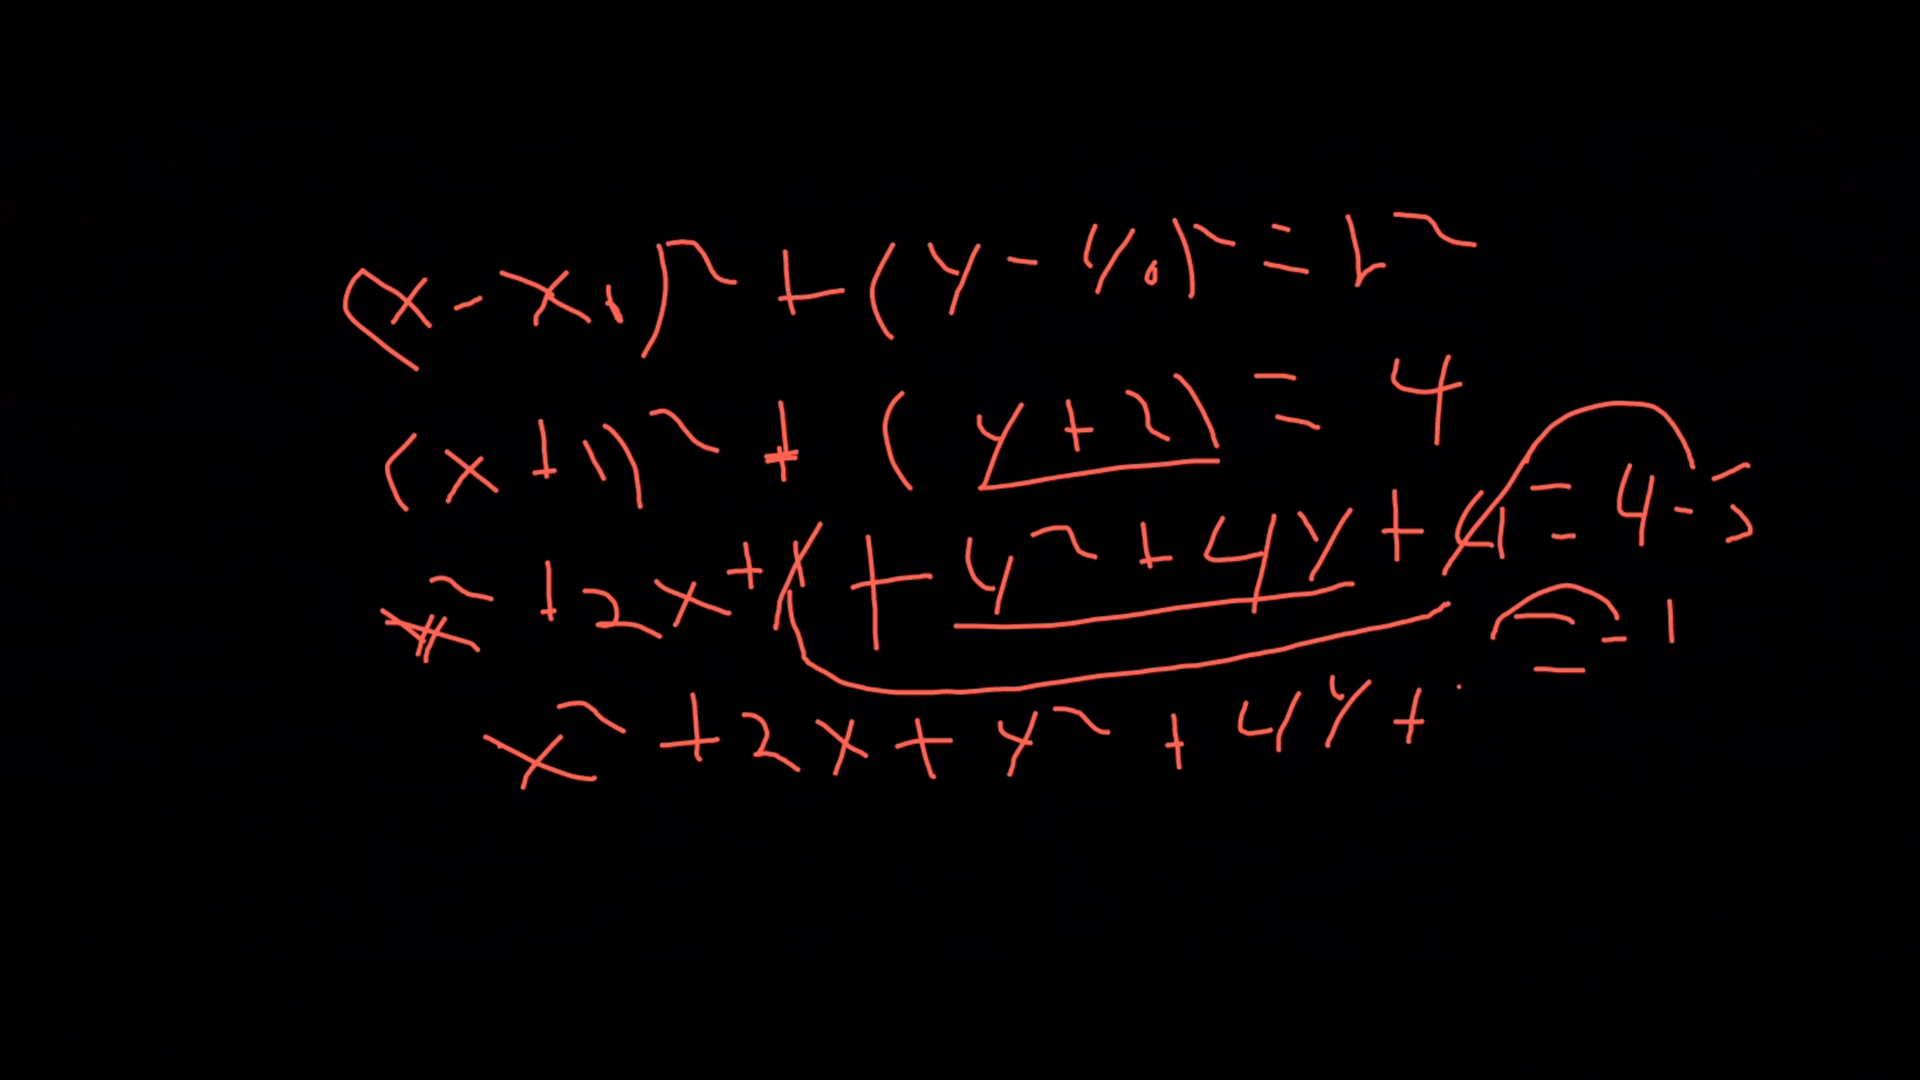 (x - x₀)² + (y - y₀)² = r²
(x + 1)² + (y + 2) = 4
x² + 2x + 1 + y² + 4y + 4 = 4 - 5
= - 1
x² + 2x + y² + 4y +